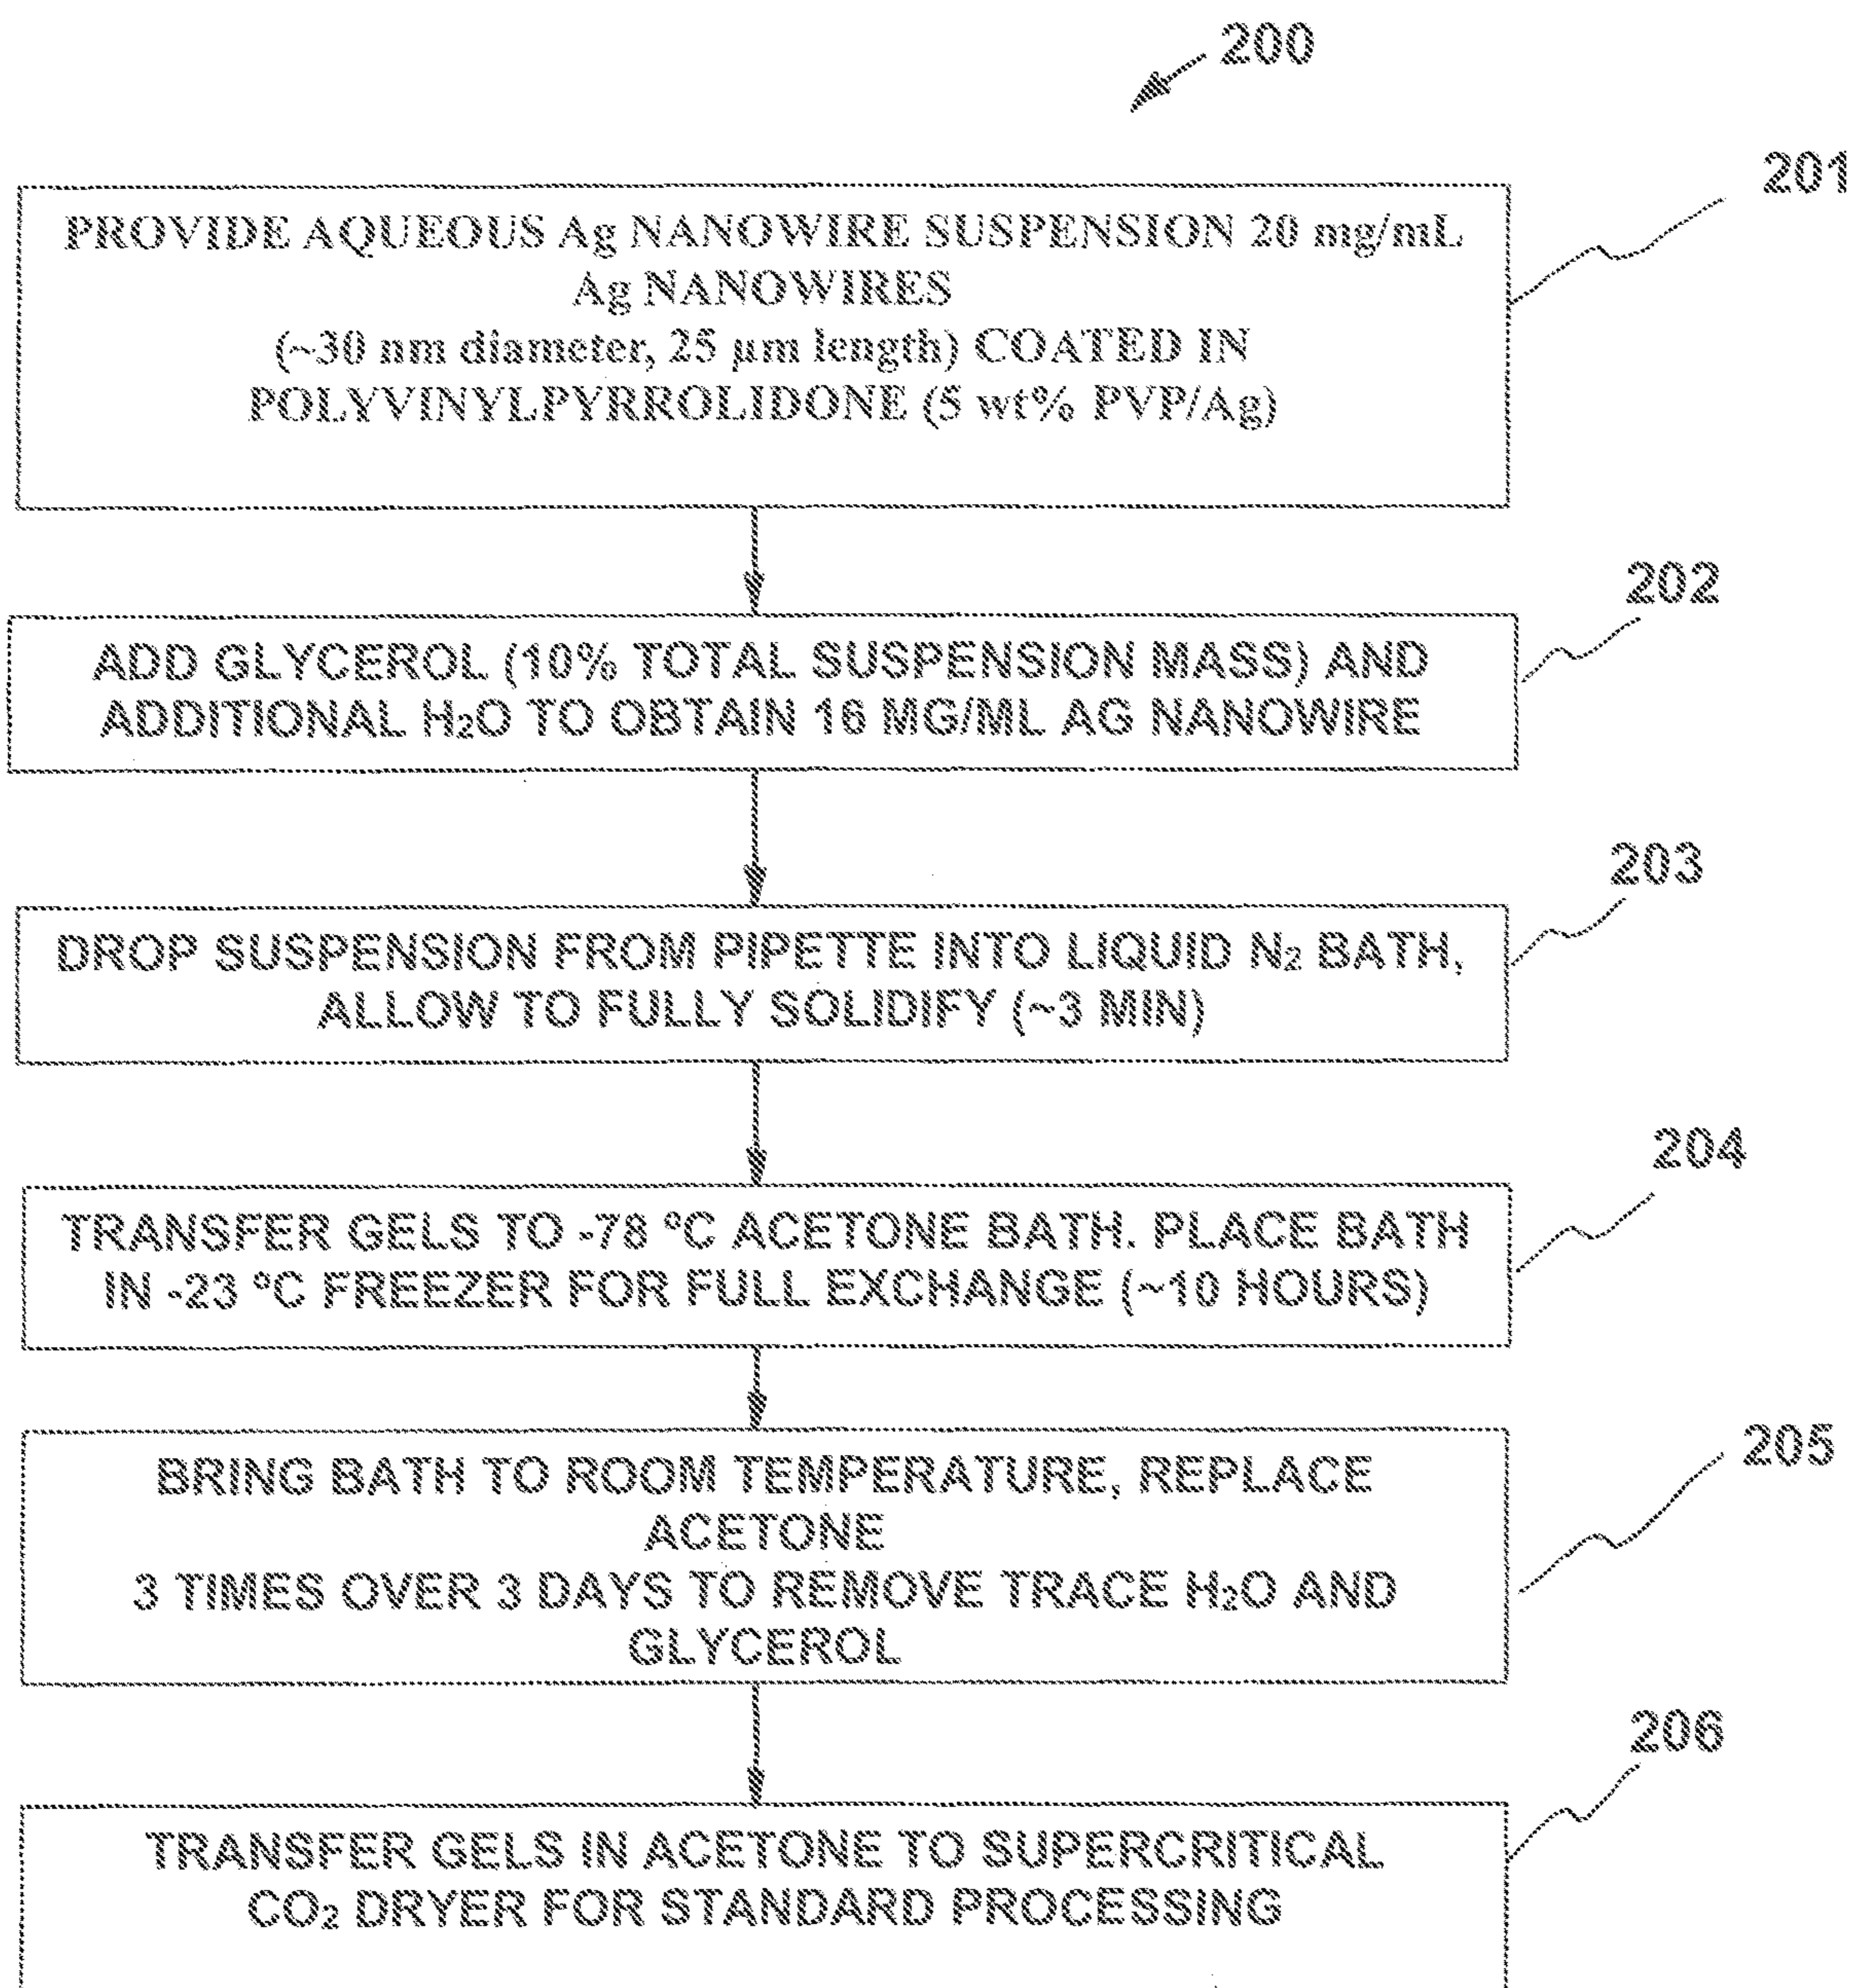 200
201
PROVIDE AQUEOUS Ag NANOWIRE SUSPENSION 20 mg/mL
Ag NANOWIRES
(~30 nm diameter, 25 µm length) COATED IN
POLYVINYLPYRROLIDONE (5 wt% PVP/Ag)
202
ADD GLYCEROL (10% TOTAL SUSPENSION MASS) AND
ADDITIONAL H₂O TO OBTAIN 16 MG/ML AG NANOWIRE
203
DROP SUSPENSION FROM PIPETTE INTO LIQUID N₂ BATH,
ALLOW TO FULLY SOLIDIFY (~3 MIN)
204
TRANSFER GELS TO -78 ºC ACETONE BATH. PLACE BATH
IN -23 ºC FREEZER FOR FULL EXCHANGE (~10 HOURS)
205
BRING BATH TO ROOM TEMPERATURE, REPLACE
ACETONE
3 TIMES OVER 3 DAYS TO REMOVE TRACE H₂O AND
GLYCEROL
206
TRANSFER GELS IN ACETONE TO SUPERCRITICAL
CO₂ DRYER FOR STANDARD PROCESSING